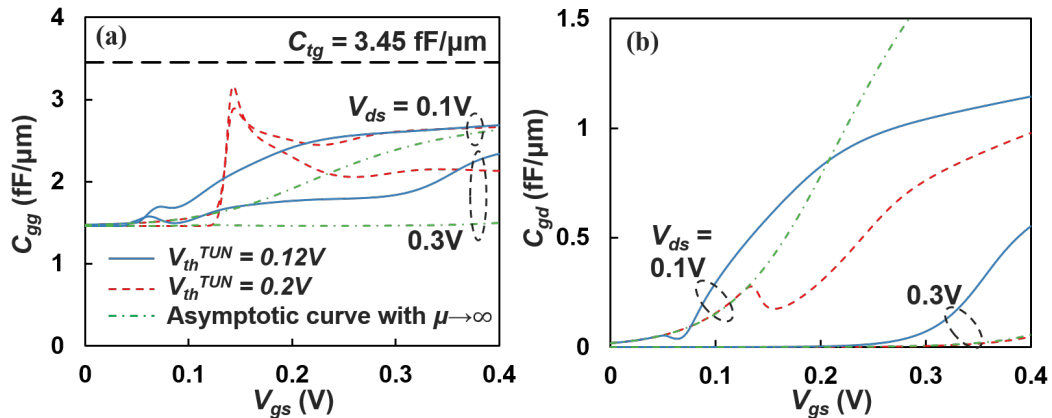 (a)
C_tg = 3.45 fF/μm
V_ds = 0.1V
0.3V
V_th^TUN = 0.12V
V_th^TUN = 0.2V
Asymptotic curve with μ→∞
C_gg (fF/μm)
4
3
2
1
0
0 0.1 0.2 0.3 0.4
V_gs (V)
(b)
V_ds =
0.1V
0.3V
C_gd (fF/μm)
1.5
1
0.5
0
0 0.1 0.2 0.3 0.4
V_gs (V)